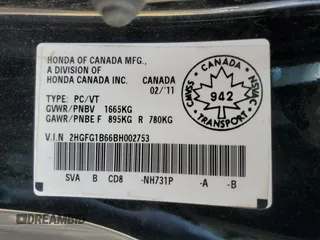 HONDA OF CANADA MFG.,
A DIVISION OF
HONDA CANADA INC. CANADA
02/'11
TYPE: PC/VT
GVWR/PNBV 1665KG
GAWR/PNBE F 895KG R 780KG
V.I.N 2HGFG1B66BH002753
SVA B CD8 -NH731P -A -B
CMVSS NSVAC
942
TRANSPORT
DREAMBID